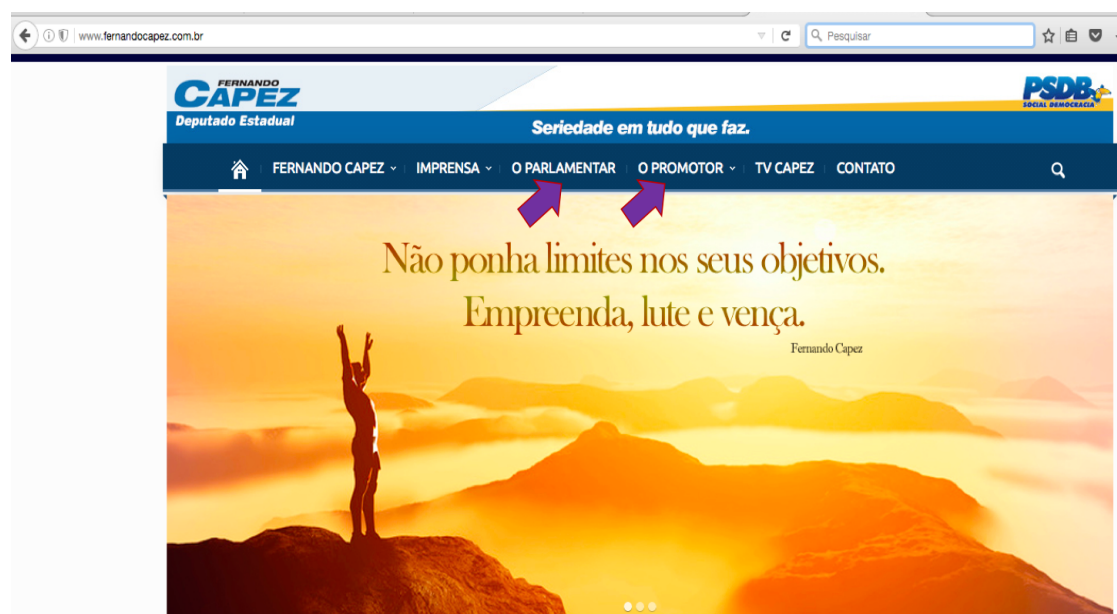 www.fernandocapez.com.br
Pesquisar
FERNANDO
CAPEZ
Deputado Estadual
PSDB
SOCIAL DEMOCRACIA
Seriedade em tudo que faz.
FERNANDO CAPEZ IMPRENSA O PARLAMENTAR O PROMOTOR TV CAPEZ CONTATO
Não ponha limites nos seus objetivos.
Empreenda, lute e vença.
Fernando Capez